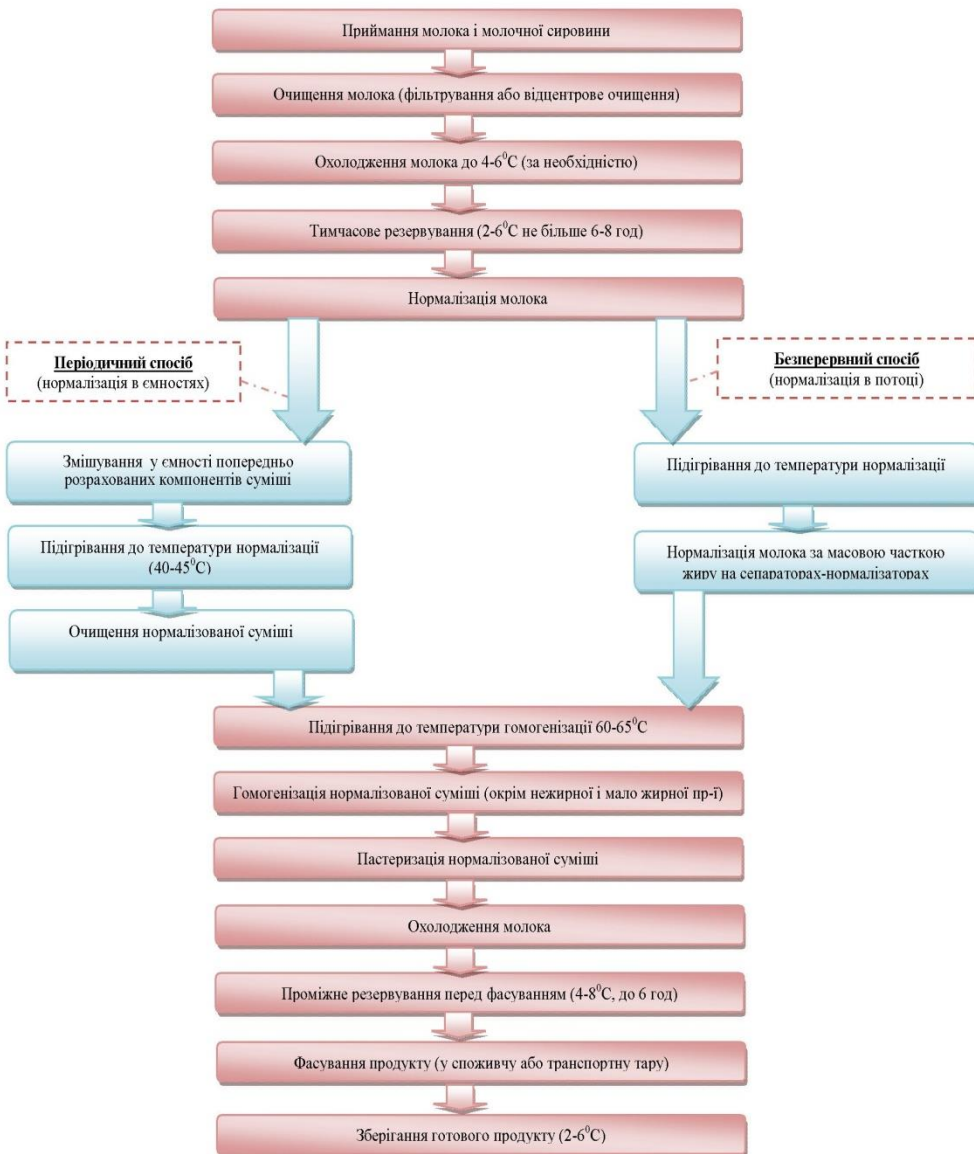 Приймання молока і молочної сировини
Очищення молока (фільтрування або відцентрове очищення)
Охолодження молока до 4-6⁰С (за необхідністю)
Тимчасове резервування (2-6⁰С не більше 6-8 год)
Нормалізація молока
Періодичний спосіб
(нормалізація в ємностях)
Безперервний спосіб
(нормалізація в потоці)
Змішування у ємності попередньо
розрахованих компонентів суміші
Підігрівання до температури нормалізації
(40-45⁰С)
Очищення нормалізованої суміші
Підігрівання до температури нормалізації
Нормалізація молока за масовою часткою
жиру на сепараторах-нормалізаторах
Підігрівання до температури гомогенізації 60-65⁰С
Гомогенізація нормалізованої суміші (окрім нежирної і мало жирної пр-ї)
Пастеризація нормалізованої суміші
Охолодження молока
Проміжне резервування перед фасуванням (4-8⁰С, до 6 год)
Фасування продукту (у споживчу або транспортну тару)
Зберігання готового продукту (2-6⁰С)